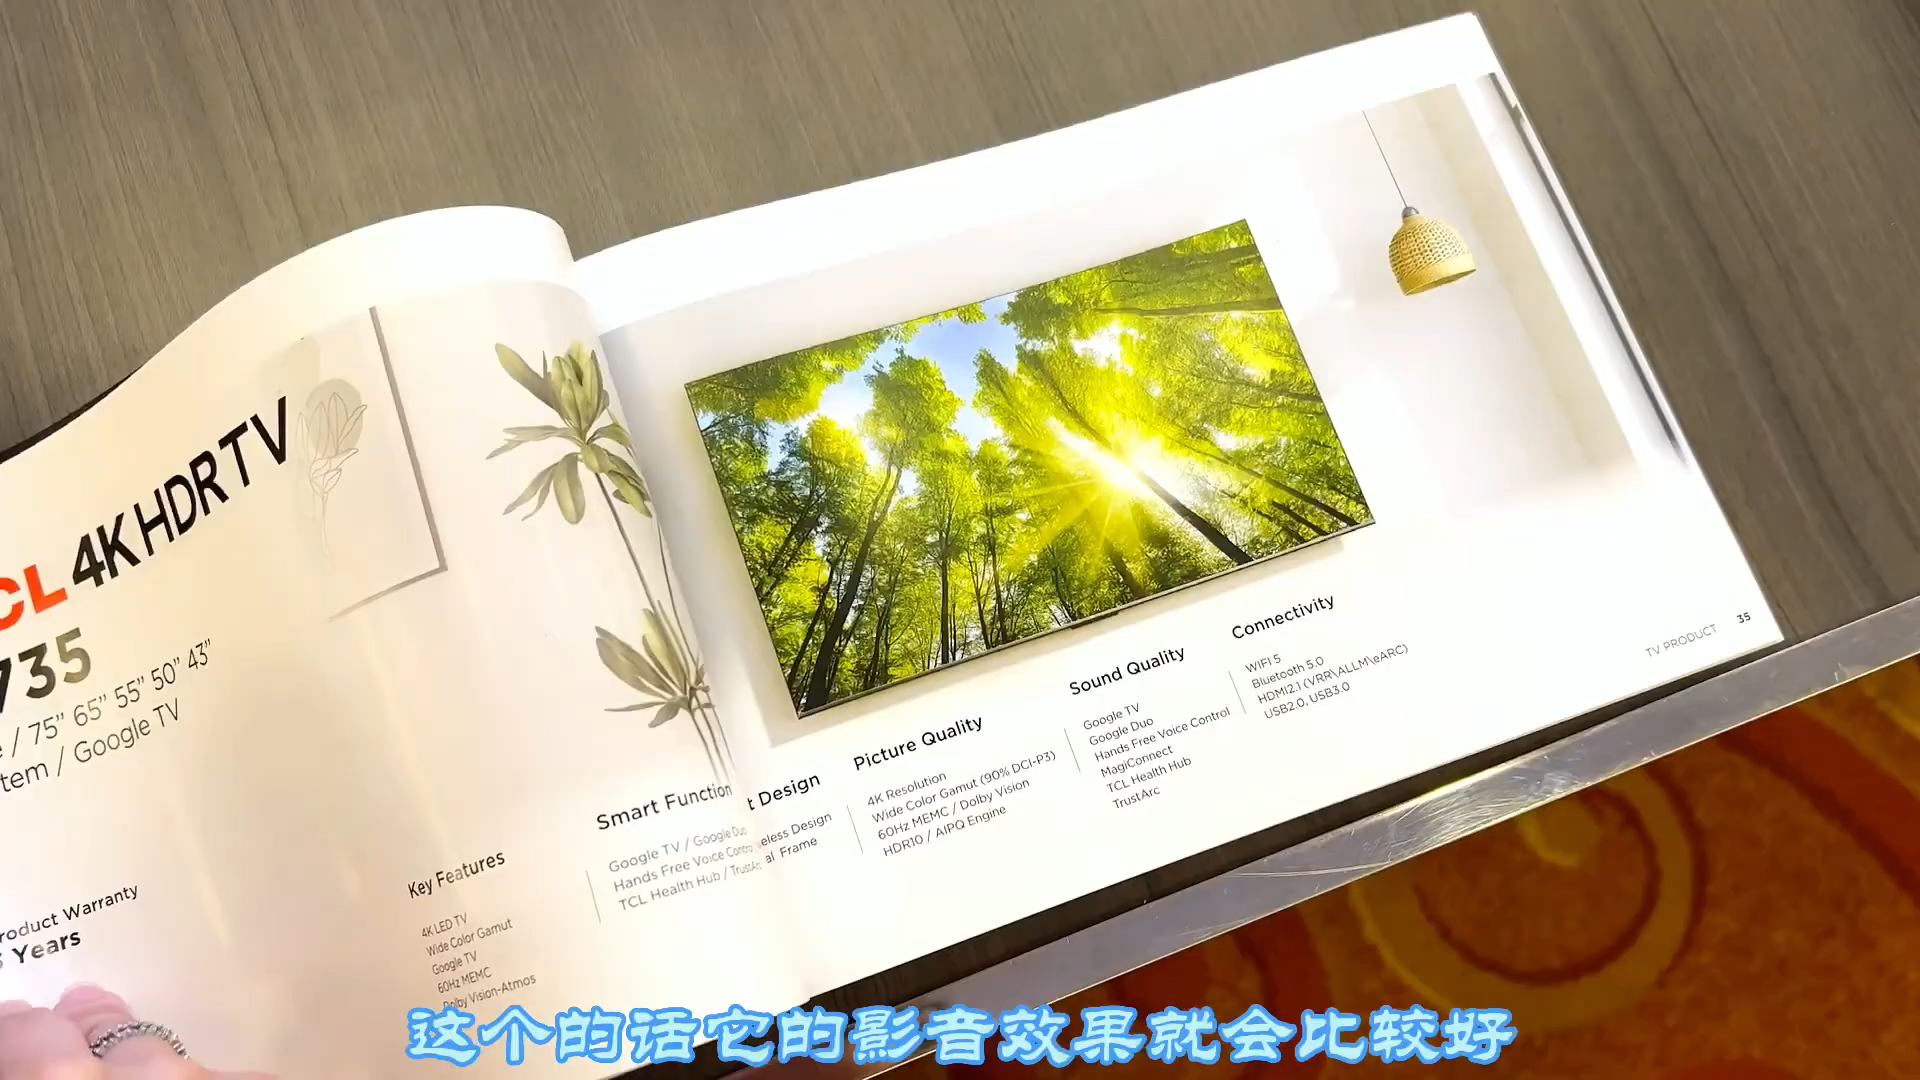 CL 4K HDR TV
735
/ 75” 65” 55” 50” 43”
tem / Google TV
roduct Warranty
Years
Key Features
4K LED TV
Wide Color Gamut
Google TV
60Hz MEMC
Dolby Vision-Atmos
Smart Function
Google TV / Google Duo
Hands Free Voice Contro
TCL Health Hub / TrustArc
t Design
eless Design
al Frame
Picture Quality
4K Resolution
Wide Color Gamut (90% DCI-P3)
60Hz MEMC / Dolby Vision
HDR10 / AIPQ Engine
Sound Quality
Google TV
Google Duo
Hands Free Voice Control
MagiConnect
TCL Health Hub
TrustArc
Connectivity
WIFI 5
Bluetooth 5.0
HDMI2.1 (VRR\ALLM\eARC)
USB2.0, USB3.0
TV PRODUCT 35
这个的话它的影音效果就会比较好